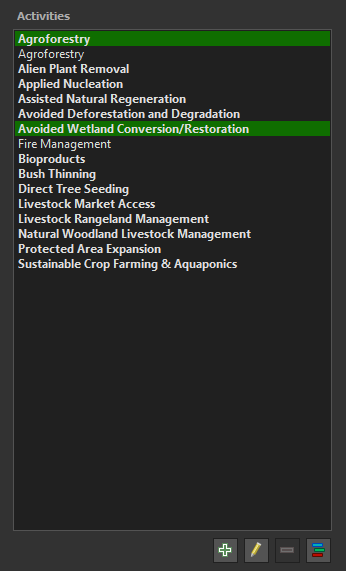 Activities
Agroforestry
Agroforestry
Alien Plant Removal
Applied Nucleation
Assisted Natural Regeneration
Avoided Deforestation and Degradation
Avoided Wetland Conversion/Restoration
Fire Management
Bioproducts
Bush Thinning
Direct Tree Seeding
Livestock Market Access
Livestock Rangeland Management
Natural Woodland Livestock Management
Protected Area Expansion
Sustainable Crop Farming & Aquaponics